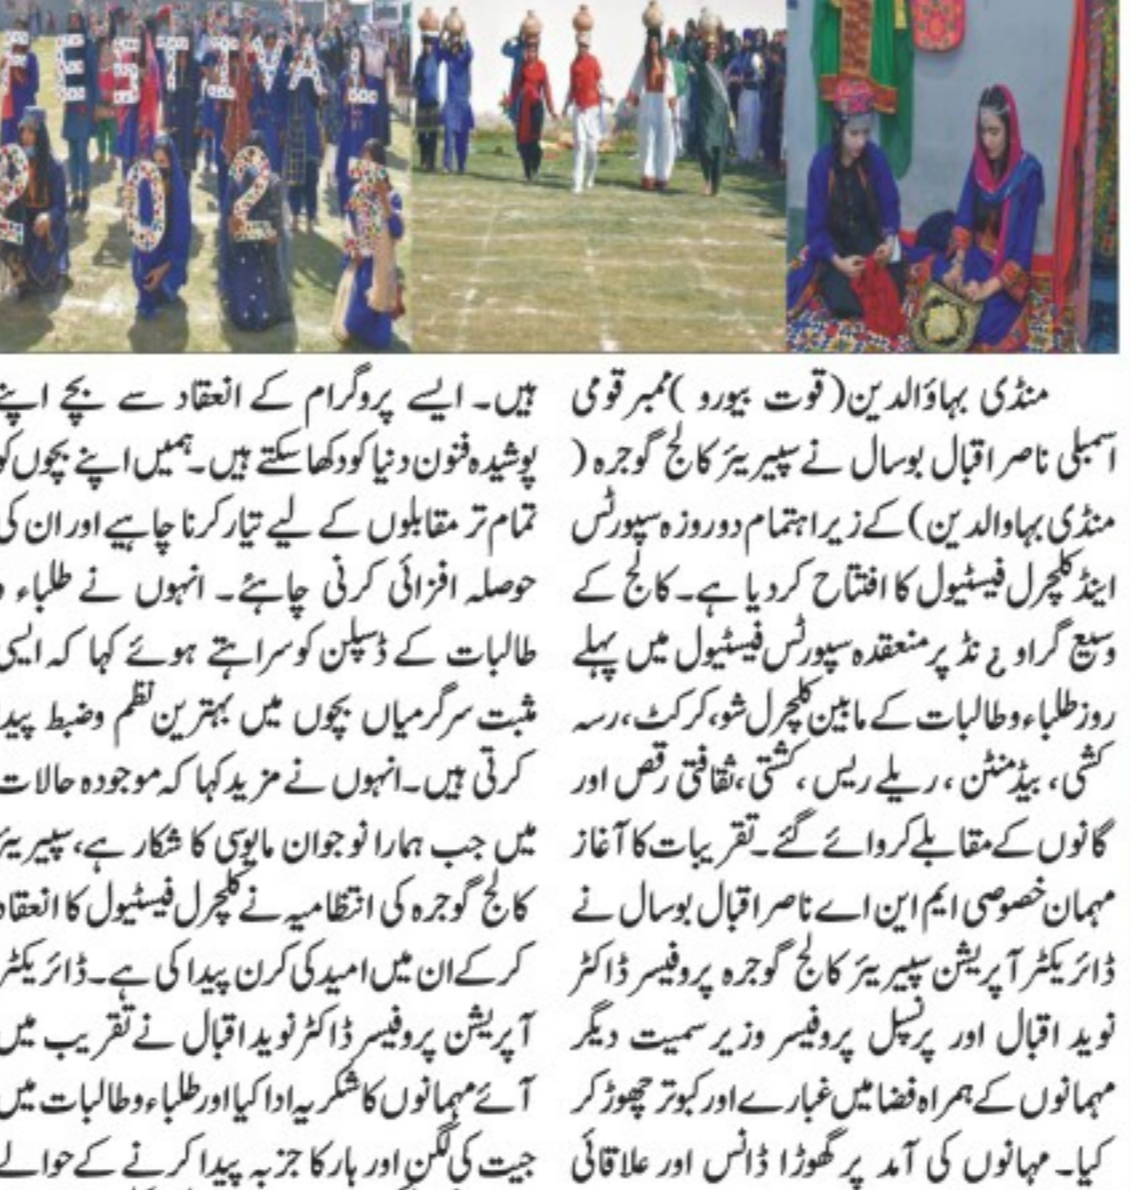 FESTIVAL
2022
منڈی بہاؤالدین(قوت بیورو)ممبر قومی
اسمبلی ناصر اقبال بوسال نے سپیریئر کالج گوجرہ (
منڈی بہاوالدین)کے زیر اہتمام دو روزہ سپورٹس
اینڈ کلچرل فیسٹیول کا افتتاح کر دیا ہے۔ کالج کے
وسیع گراو ¿ نڈ پر منعقدہ سپورٹس فیسٹیول میں پہلے
روز طلباء و طالبات کے مابین کلچرل شو، کرکٹ، رسہ
کشی، بیڈمنٹن، ریلے ریس، کشتی، ثقافتی رقص اور
گانوں کے مقابلے کروائے گئے۔ تقریبات کا آغاز
مہمان خصوصی ایم این اے ناصر اقبال بوسال نے
ڈائریکٹر آپریشن سپیریئر کالج گوجرہ پروفیسر ڈاکٹر
نوید اقبال اور پرنسپل پروفیسر وزیر سمیت دیگر
مہمانوں کے ہمراہ فضا میں غبارے اور کبوتر چھوڑ کر
کیا۔ مہانوں کی آمد پر گھوڑا ڈانس اور علاقائی
ہیں۔ ایسے پروگرام کے انعقاد سے بچے اپنے
پوشیدہ فنون دنیا کو دکھا سکتے ہیں۔ ہمیں اپنے بچوں کو
تمام تر مقابلوں کے لیے تیار کرنا چاہیے اور ان کی
حوصلہ افزائی کرنی چاہئے۔ انہوں نے طلباء و
طالبات کے ڈسپلن کو سراہتے ہوئے کہا کہ ایسی
مثبت سرگرمیاں بچوں میں بہترین نظم وضبط پیدا
کرتی ہیں۔ انہوں نے مزید کہا کہ موجودہ حالات
میں جب ہمارا نوجوان مایوسی کا شکار ہے، سپیریئر
کالج گوجرہ کی انتظامیہ نے کلچرل فیسٹیول کا انعقاد
کر کے ان میں امید کی کرن پیدا کی ہے۔ ڈائریکٹر
آپریشن پروفیسر ڈاکٹر نوید اقبال نے تقریب میں
آئے مہمانوں کا شکریہ ادا کیا اور طلباء و طالبات میں
جیت کی لگن اور ہار کا جزبہ پیدا کرنے کے حوالے